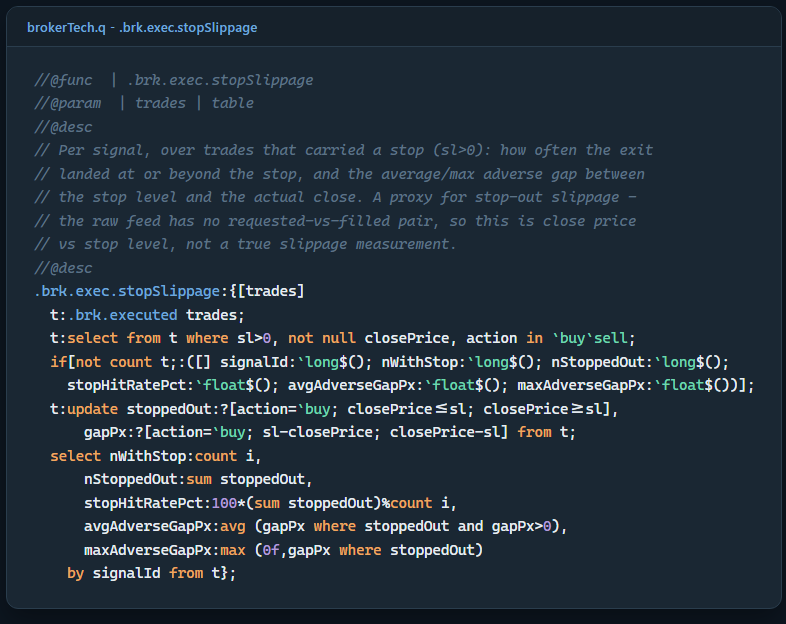 brokerTech.q - .brk.exec.stopSlippage
//@func  | .brk.exec.stopSlippage
//@param  | trades | table
//@desc
// Per signal, over trades that carried a stop (sl>0): how often the exit
// landed at or beyond the stop, and the average/max adverse gap between
// the stop level and the actual close. A proxy for stop-out slippage -
// the raw feed has no requested-vs-filled pair, so this is close price
// vs stop level, not a true slippage measurement.
//@desc
.brk.exec.stopSlippage:{[trades]
  t:.brk.executed trades;
  t:select from t where sl>0, not null closePrice, action in `buy`sell;
  if[not count t;:([] signalId:`long$(); nWithStop:`long$(); nStoppedOut:`long$();
    stopHitRatePct:`float$(); avgAdverseGapPx:`float$(); maxAdverseGapPx:`float$())];
  t:update stoppedOut:?[action=`buy; closePrice<=sl; closePrice>=sl],
      gapPx:?[action=`buy; sl-closePrice; closePrice-sl] from t;
  select nWithStop:count i,
      nStoppedOut:sum stoppedOut,
      stopHitRatePct:100*(sum stoppedOut)%count i,
      avgAdverseGapPx:avg (gapPx where stoppedOut and gapPx>0),
      maxAdverseGapPx:max (0f,gapPx where stoppedOut)
    by signalId from t};